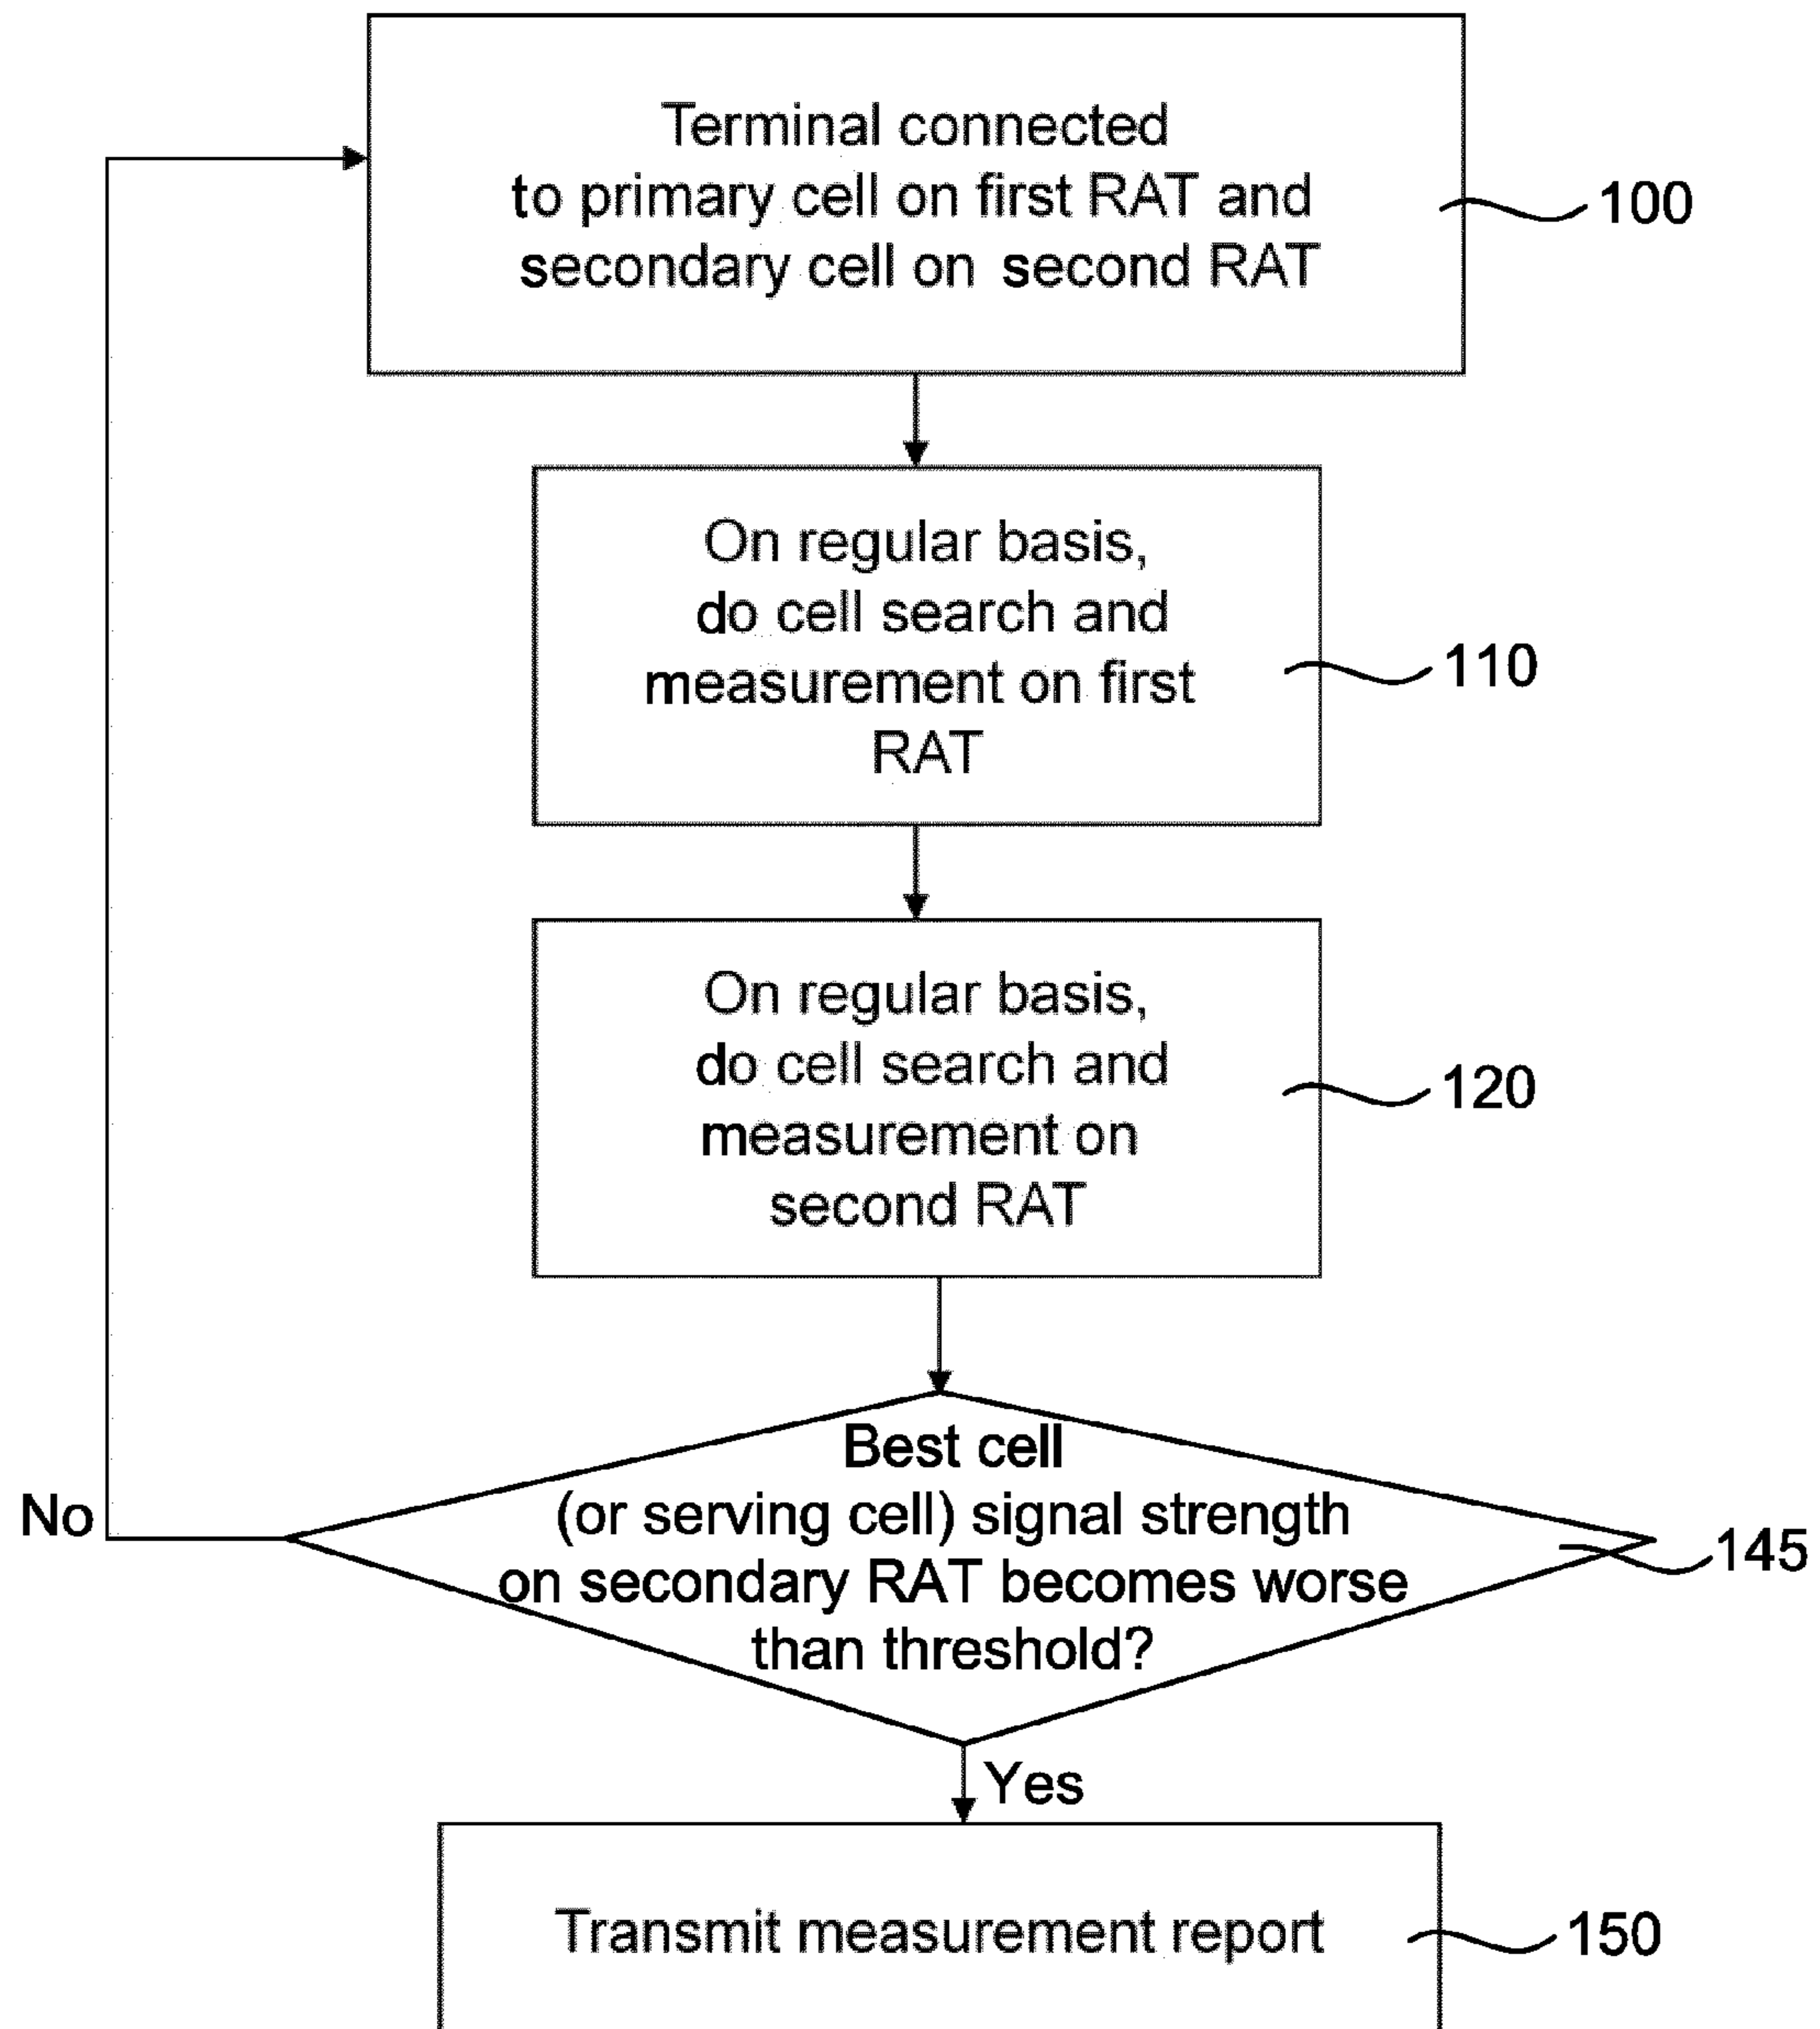 Terminal connected
to primary cell on first RAT and
secondary cell on second RAT
100
On regular basis,
do cell search and
measurement on first
RAT
110
On regular basis,
do cell search and
measurement on
second RAT
120
Best cell
(or serving cell) signal strength
on secondary RAT becomes worse
than threshold?
No
145
Yes
Transmit measurement report
150